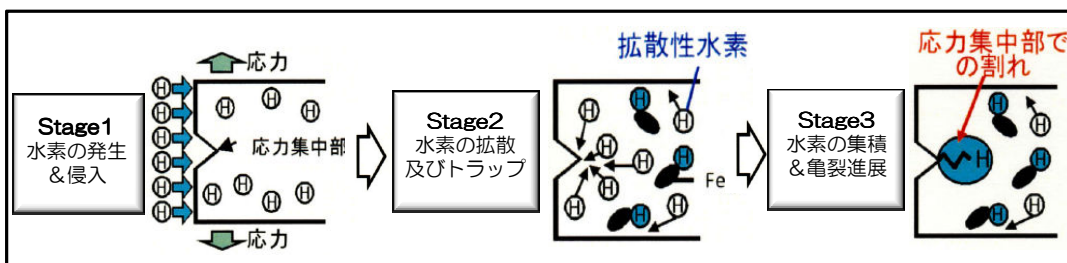 Stage1
水素の発生
&侵入
応力
応力集中部
応力
H
H
H
H
H
H
H
H
H
H
H
H
H
Stage2
水素の拡散
及びトラップ
拡散性水素
H
H
H
H
H
H
H
H
Fe
Stage3
水素の集積
&亀裂進展
応力集中部で
の割れ
H
H
H
H
H
H